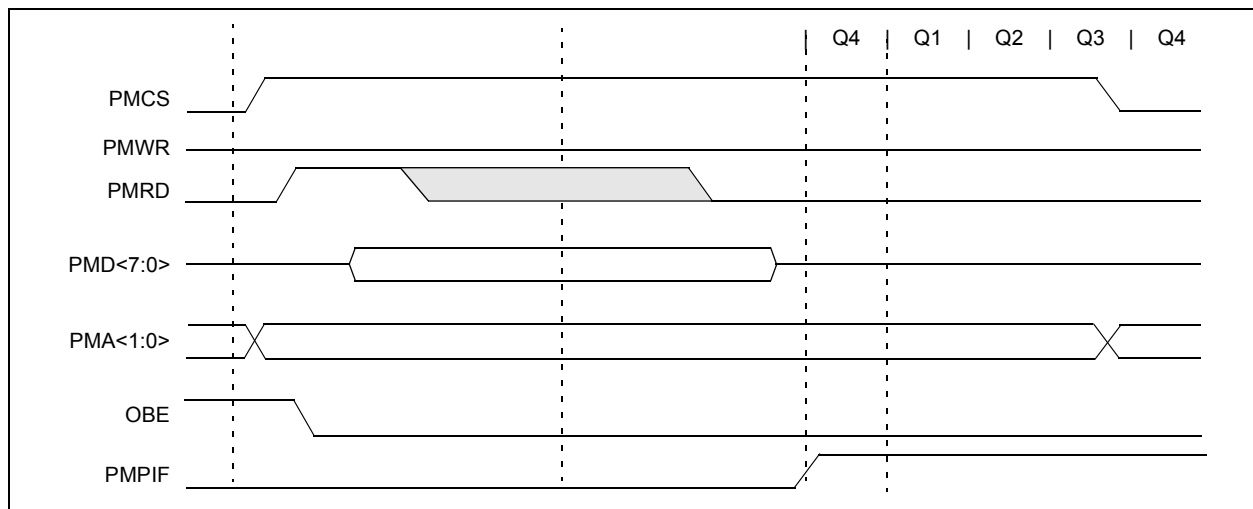 | Q4 | Q1 | Q2 | Q3 | Q4
PMCS
PMWR
PMRD
PMD<7:0>
PMA<1:0>
OBE
PMPIF